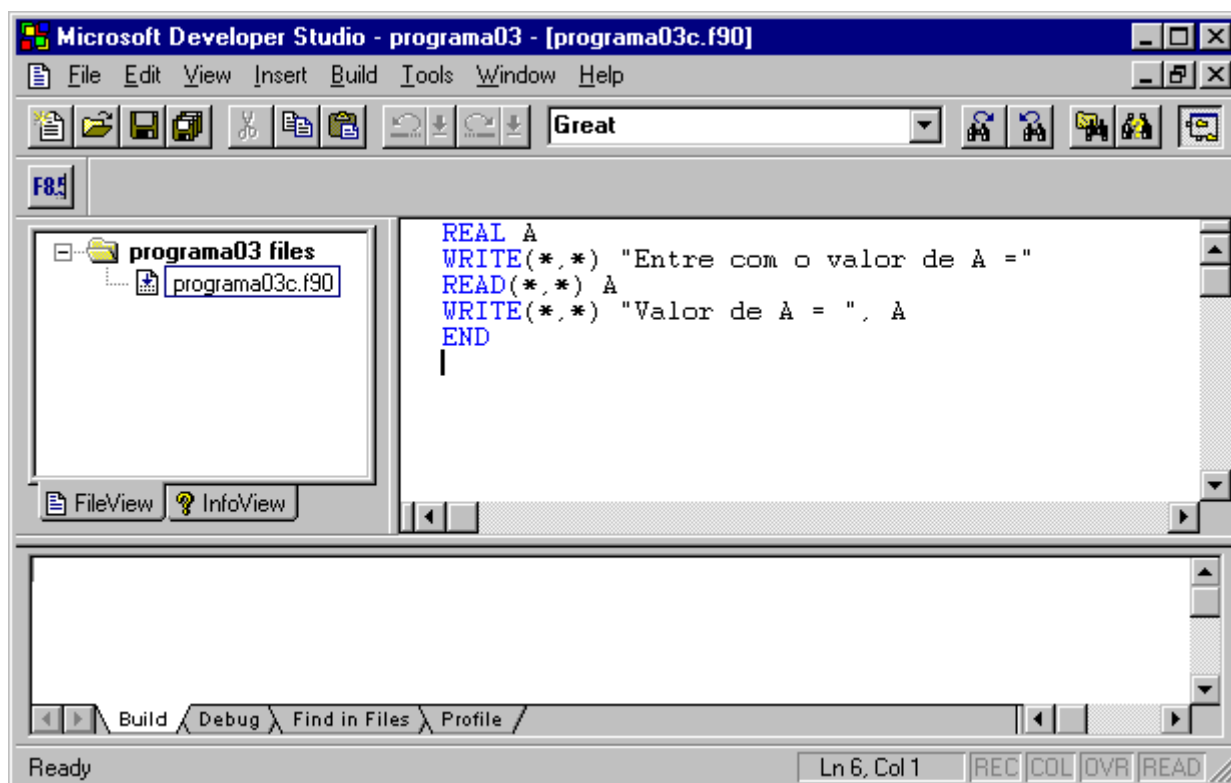 Microsoft Developer Studio - programa03 - [programa03c.f90]
File Edit View Insert Build Tools Window Help
Great
F8.5
programa03 files
programa03c.f90
FileView InfoView
REAL A
WRITE(*,*) "Entre com o valor de A ="
READ(*,*) A
WRITE(*,*) "Valor de A = ", A
END
Build Debug Find in Files Profile
Ready Ln 6, Col 1 REC COL OVR READ